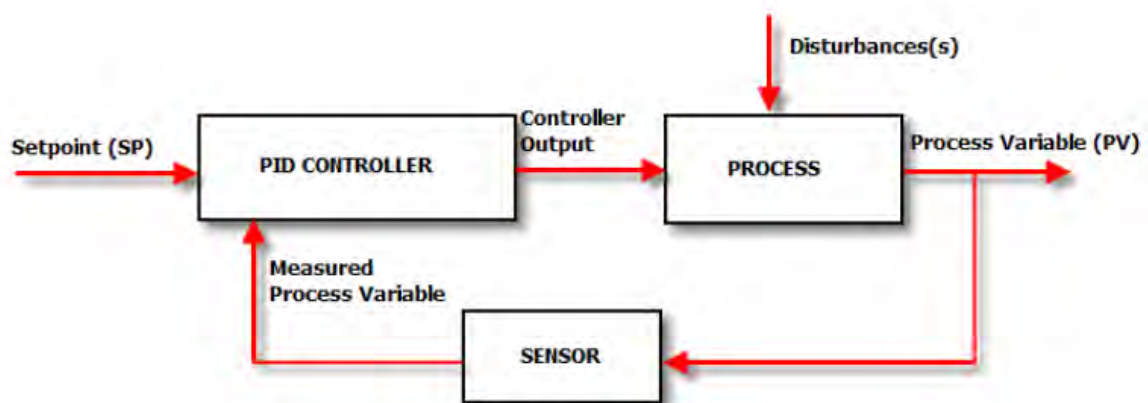 Disturbances(s)
Setpoint (SP)
PID CONTROLLER
Controller
Output
PROCESS
Process Variable (PV)
Measured
Process Variable
SENSOR